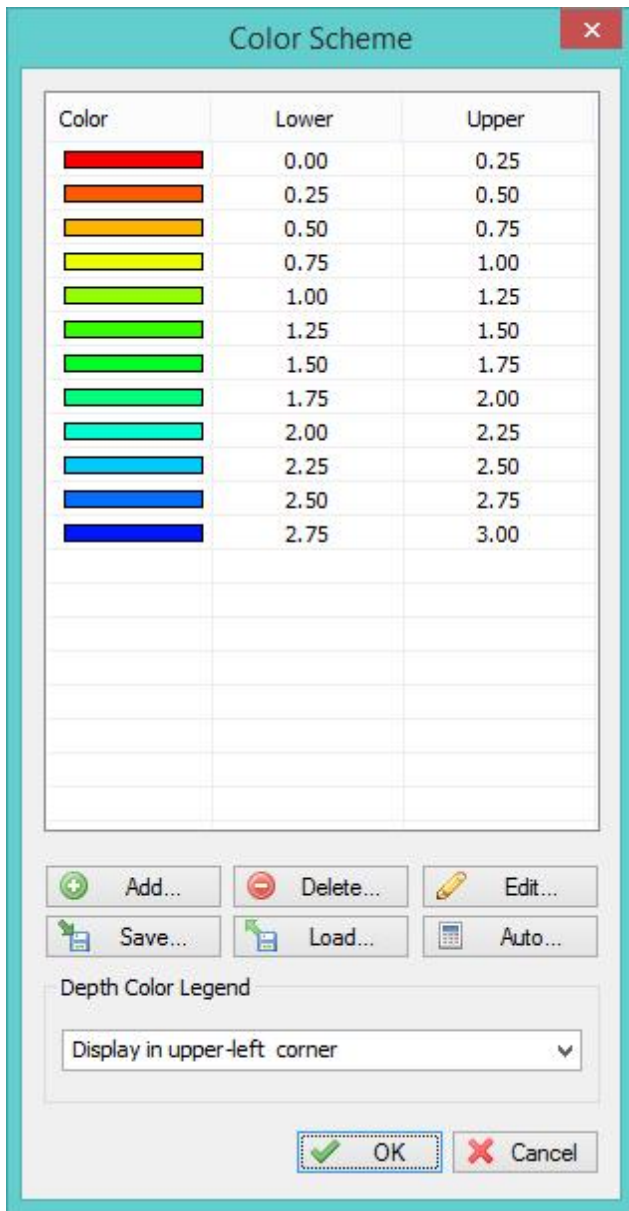 Color Scheme
Color Lower Upper
0.00 0.25
0.25 0.50
0.50 0.75
0.75 1.00
1.00 1.25
1.25 1.50
1.50 1.75
1.75 2.00
2.00 2.25
2.25 2.50
2.50 2.75
2.75 3.00
Add... Delete... Edit...
Save... Load... Auto...
Depth Color Legend
Display in upper-left corner
OK Cancel